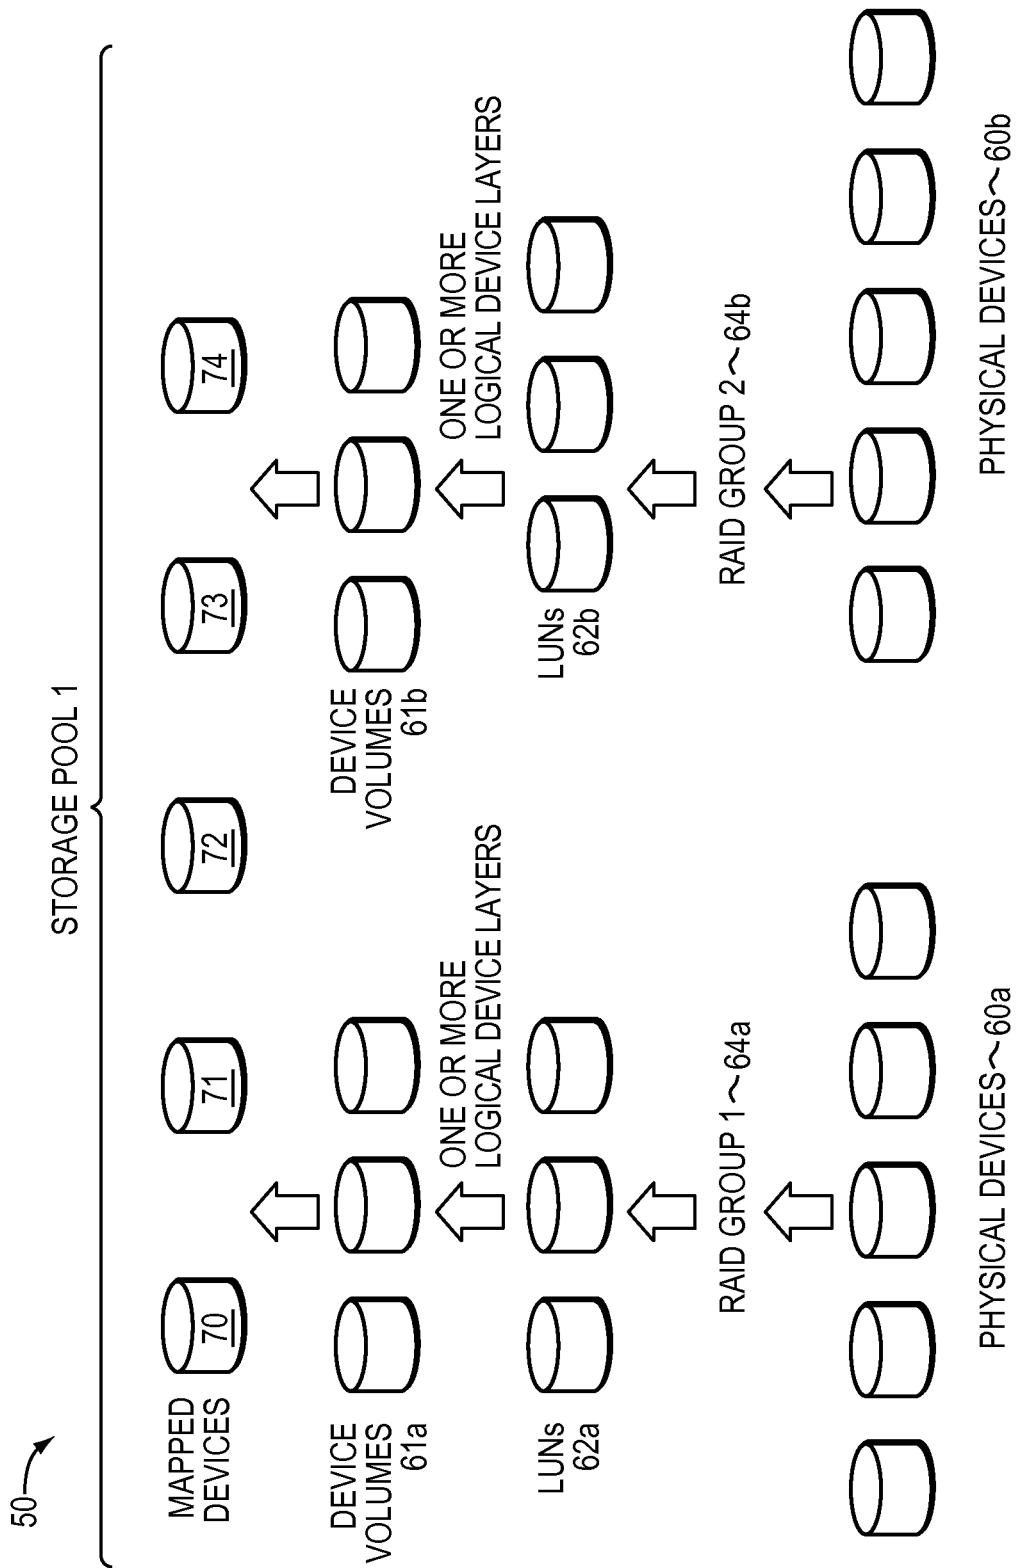 50
STORAGE POOL 1
MAPPED
DEVICES
70
71
72
73
74
DEVICE
VOLUMES
61a
DEVICE
VOLUMES
61b
ONE OR MORE
LOGICAL DEVICE LAYERS
ONE OR MORE
LOGICAL DEVICE LAYERS
LUNs
62a
LUNs
62b
RAID GROUP 1~64a
RAID GROUP 2~64b
PHYSICAL DEVICES~60a
PHYSICAL DEVICES~60b